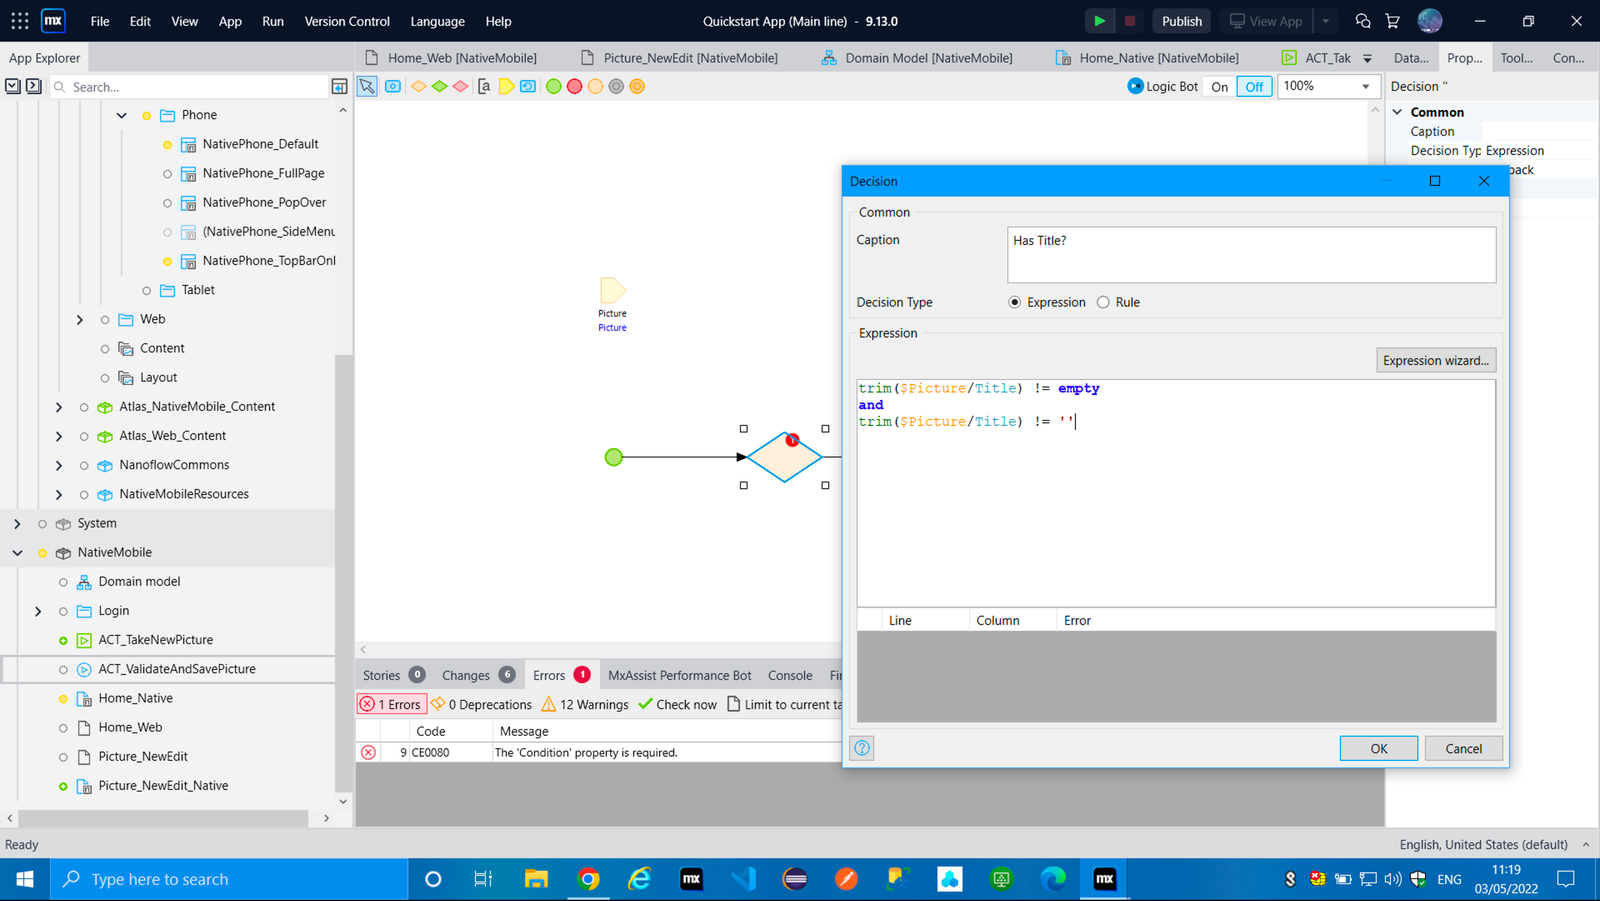 mx File Edit View App Run Version Control Language Help Quickstart App (Main line) - 9.13.0 Publish View App
App Explorer Home_Web [NativeMobile] Picture_NewEdit [NativeMobile] Domain Model [NativeMobile] Home_Native [NativeMobile] ACT_Tak Data... Prop... Tool... Con...
Search... Logic Bot On Off 100% Decision ''
Common
Caption
Decision Typ Expression
back
Phone
NativePhone_Default
NativePhone_FullPage
NativePhone_PopOver
(NativePhone_SideMenu
NativePhone_TopBarOnl
Tablet
Web
Content
Layout
Atlas_NativeMobile_Content
Atlas_Web_Content
NanoflowCommons
NativeMobileResources
System
NativeMobile
Domain model
Login
ACT_TakeNewPicture
ACT_ValidateAndSavePicture
Home_Native
Home_Web
Picture_NewEdit
Picture_NewEdit_Native
Picture
Picture
Decision
Common
Caption Has Title?
Decision Type Expression Rule
Expression
Expression wizard...
trim($Picture/Title) != empty
and
trim($Picture/Title) != ''
Line Column Error
OK Cancel
Stories 0 Changes 6 Errors 1 MxAssist Performance Bot Console Fi
1 Errors 0 Deprecations 12 Warnings Check now Limit to current ta
Code Message
9 CE0080 The 'Condition' property is required.
Ready English, United States (default)
Type here to search mx mx ENG 11:19
03/05/2022